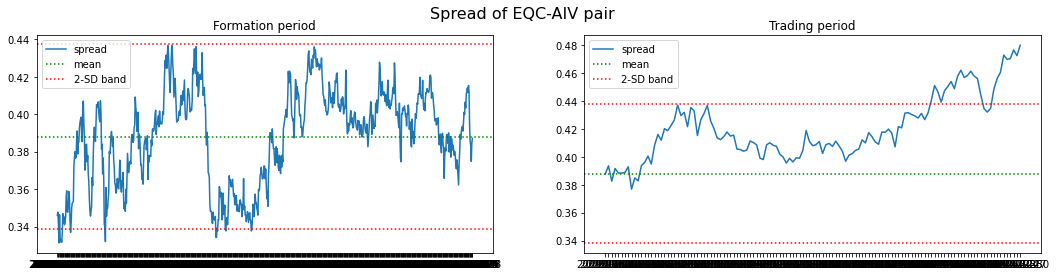 Spread of EQC-AIV pair
Formation period
0.44
0.42
0.40
0.38
0.36
0.34
spread
mean
2-SD band
Trading period
0.48
0.46
0.44
0.42
0.40
0.38
0.36
0.34
spread
mean
2-SD band